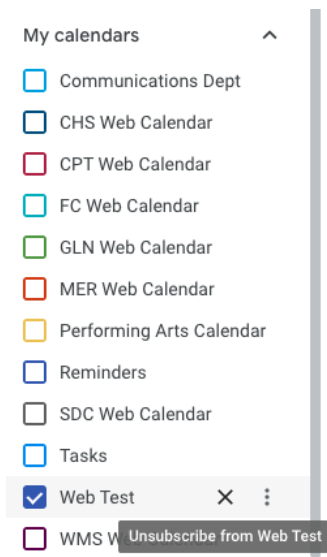 My calendars
Communications Dept
CHS Web Calendar
CPT Web Calendar
FC Web Calendar
GLN Web Calendar
MER Web Calendar
Performing Arts Calendar
Reminders
SDC Web Calendar
Tasks
Web Test
WMS
Unsubscribe from Web Test